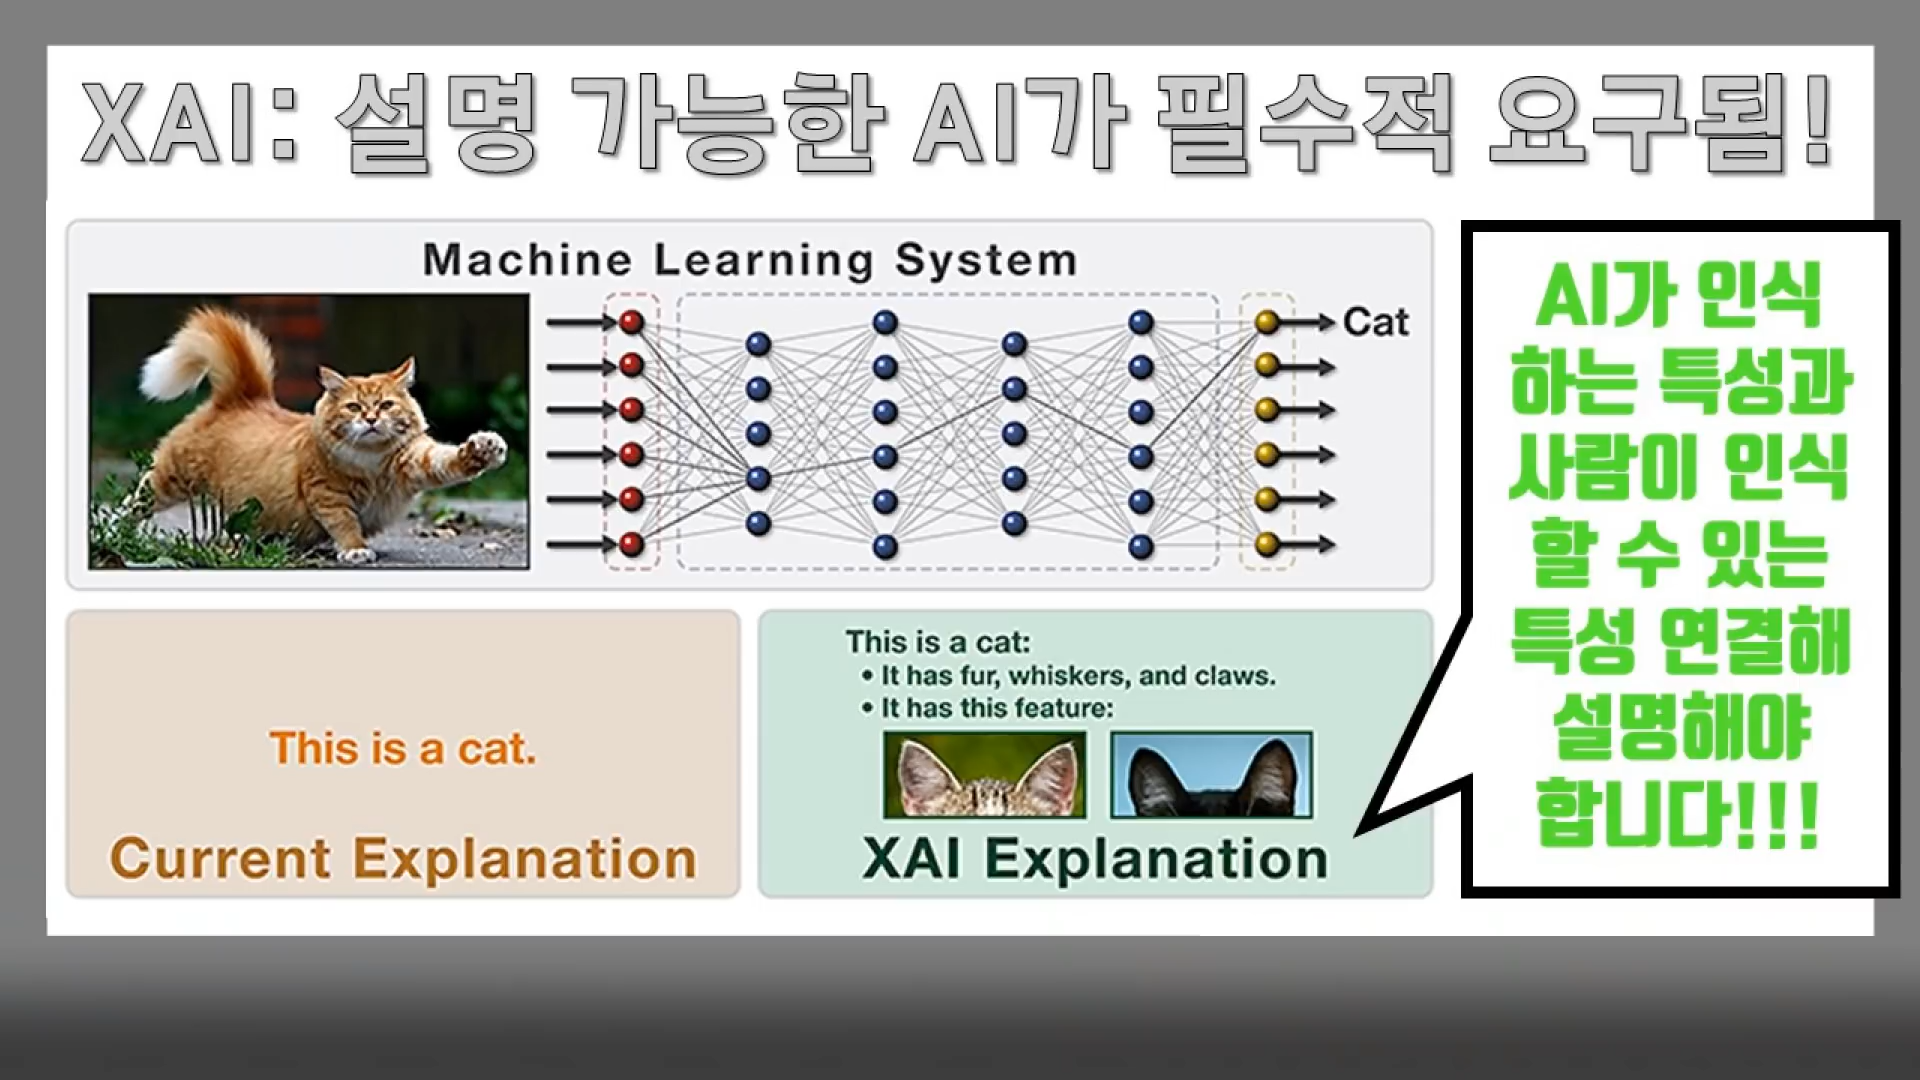 XAI: 설명 가능한 AI가 필수적 요구됨!
Machine Learning System
Cat
This is a cat.
Current Explanation
This is a cat:
• It has fur, whiskers, and claws.
• It has this feature:
XAI Explanation
AI가 인식
하는 특성과
사람이 인식
할 수 있는
특성 연결해
설명해야
합니다!!!